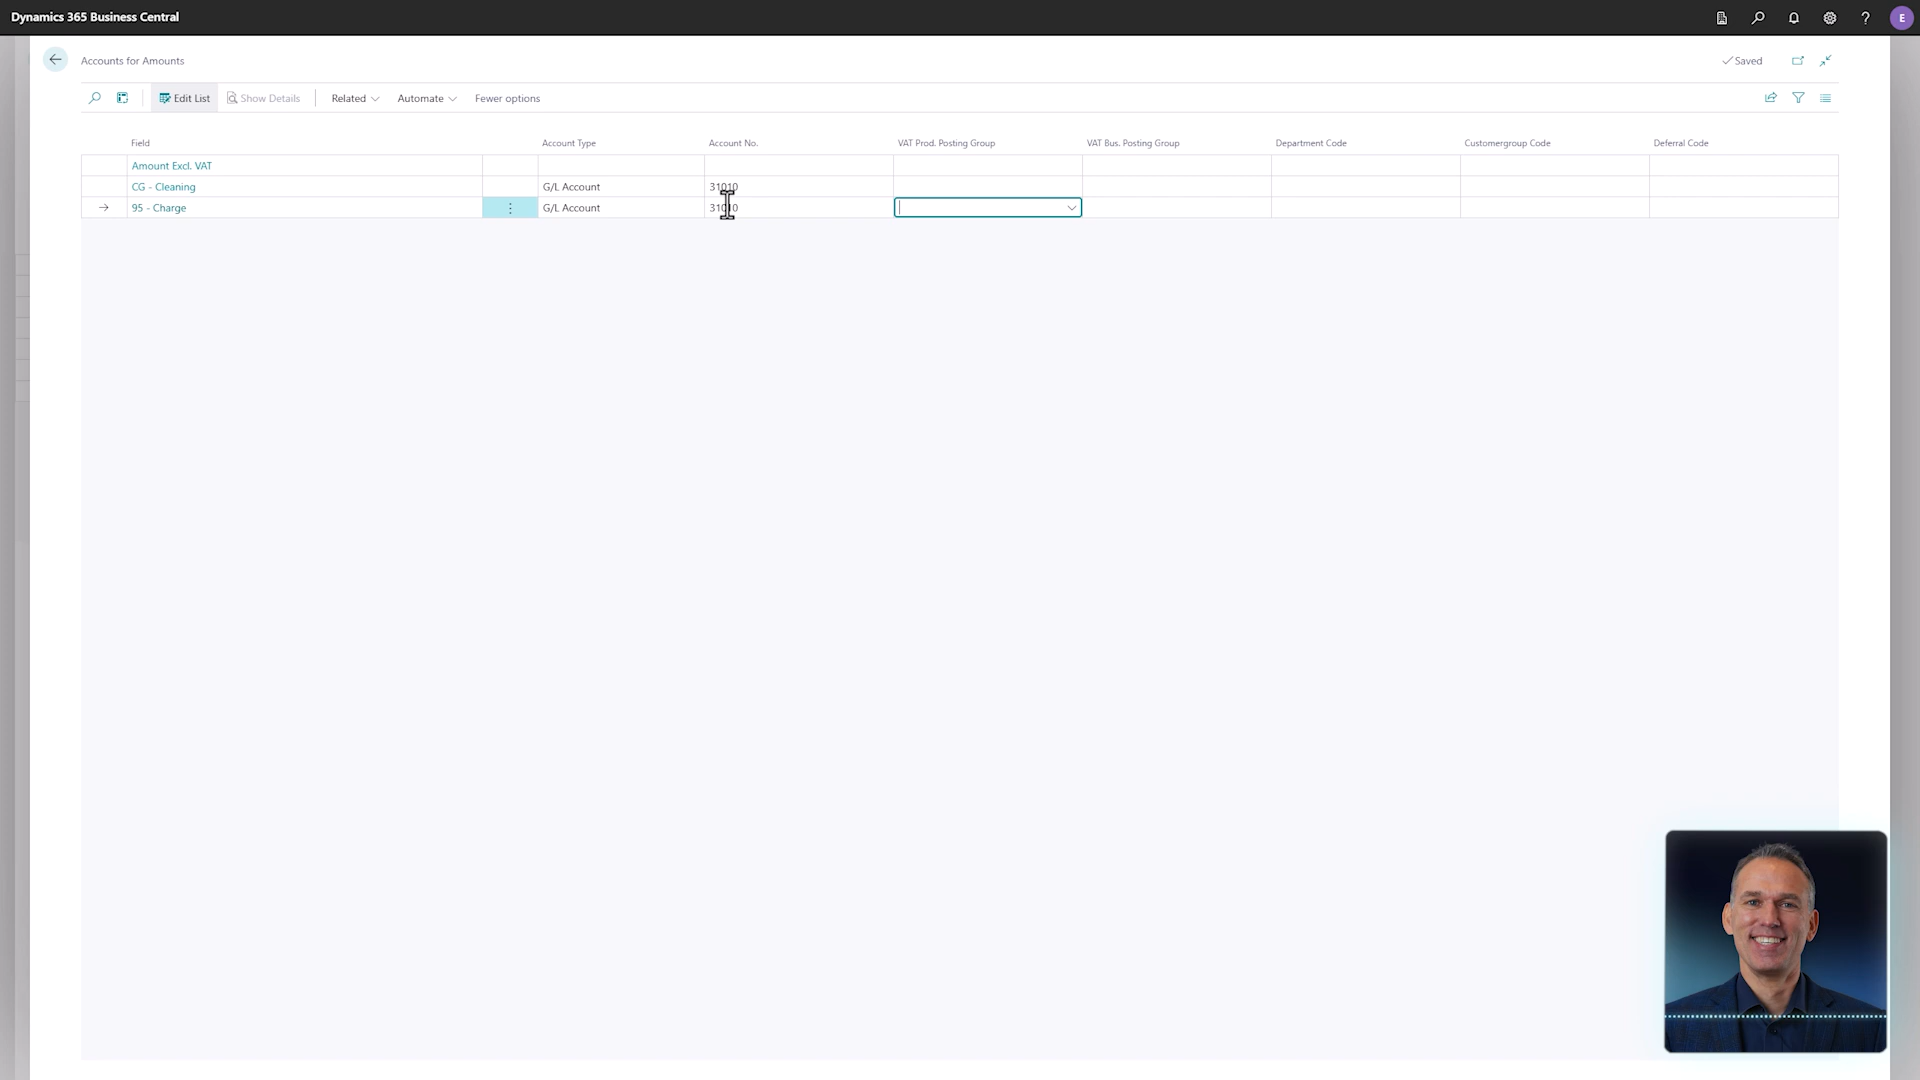 Dynamics 365 Business Central
E
Accounts for Amounts
Saved
Edit List
Show Details
Related
Automate
Fewer options
Field
Account Type
Account No.
VAT Prod. Posting Group
VAT Bus. Posting Group
Department Code
Customergroup Code
Deferral Code
Amount Excl. VAT
CG - Cleaning
G/L Account
31010
95 - Charge
G/L Account
31010